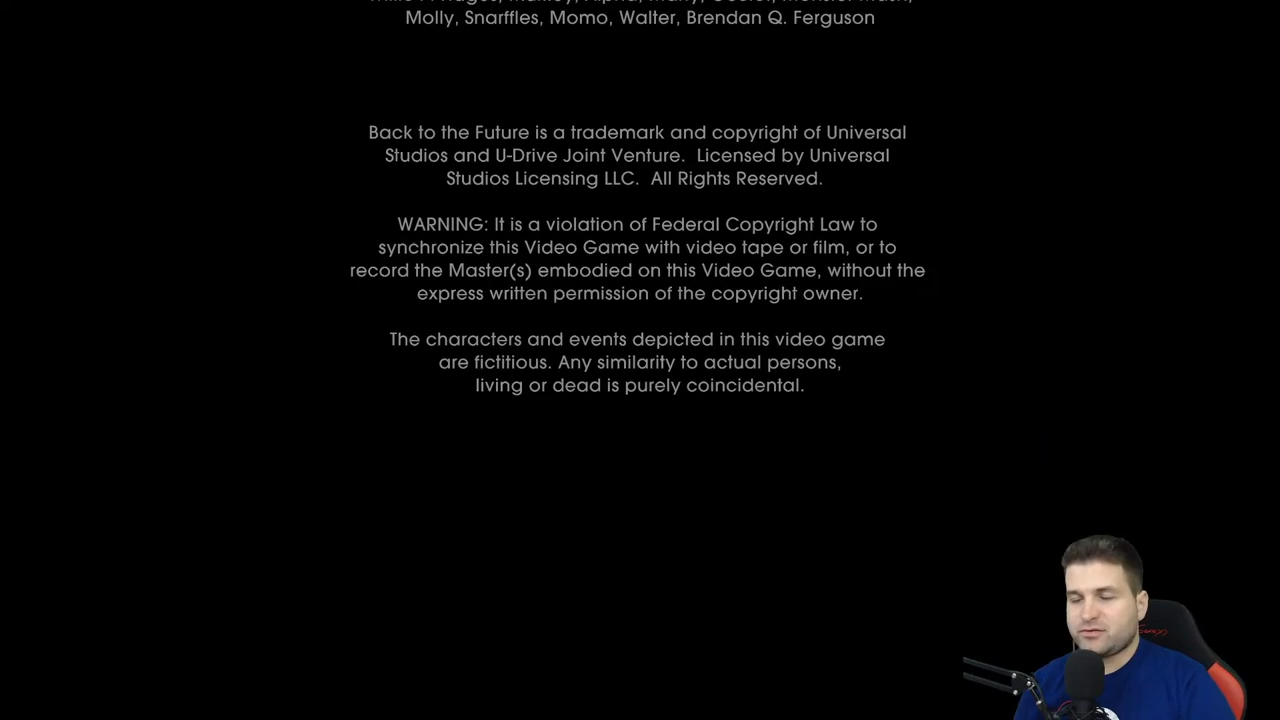 Molly, Snarffles, Momo, Walter, Brendan Q. Ferguson
Back to the Future is a trademark and copyright of Universal
Studios and U-Drive Joint Venture.  Licensed by Universal
Studios Licensing LLC.  All Rights Reserved.
WARNING: It is a violation of Federal Copyright Law to
synchronize this Video Game with video tape or film, or to
record the Master(s) embodied on this Video Game, without the
express written permission of the copyright owner.
The characters and events depicted in this video game
are fictitious. Any similarity to actual persons,
living or dead is purely coincidental.